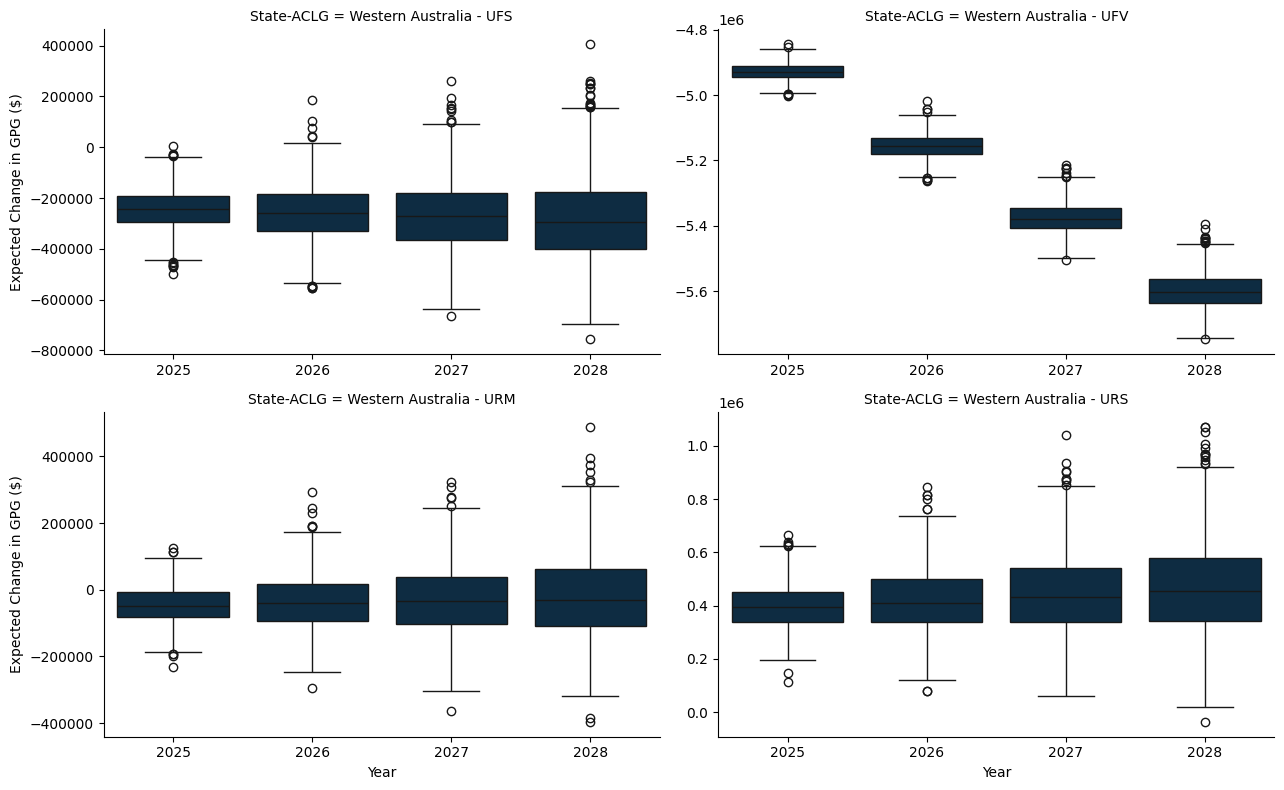 State-ACLG = Western Australia - UFS
Expected Change in GPG ($)
400000
200000
0
−200000
−400000
−600000
−800000
2025 2026 2027 2028
State-ACLG = Western Australia - UFV
1e6
−4.8
−5.0
−5.2
−5.4
−5.6
2025 2026 2027 2028
State-ACLG = Western Australia - URM
Expected Change in GPG ($)
400000
200000
0
−200000
−400000
2025 2026 2027 2028
Year
State-ACLG = Western Australia - URS
1e6
1.0
0.8
0.6
0.4
0.2
0.0
2025 2026 2027 2028
Year